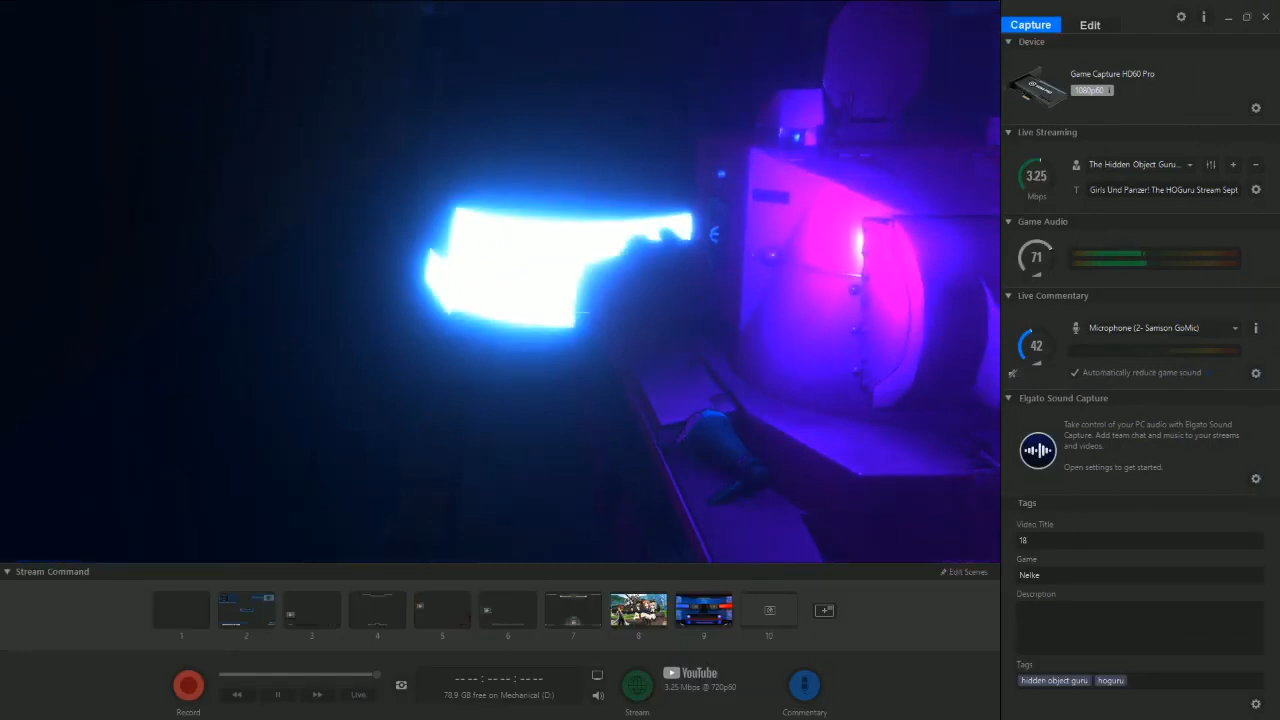 Capture
Edit
Device
Game Capture HD60 Pro
1080p60
Live Streaming
3.25
Mbps
The Hidden Object Guru...
T
Girls Und Panzer! The HOGuru Stream Sept
Game Audio
71
Live Commentary
42
Microphone (2- Samson GoMic)
Automatically reduce game sound
Elgato Sound Capture
Take control of your PC audio with Elgato Sound
Capture. Add team chat and music to your streams
and videos.
Open settings to get started.
Tags
Video Title
18
Game
Nelke
Description
Tags
hidden object guru
hoguru
Stream Command
Edit Scenes
1
2
3
4
5
6
7
8
9
10
Record
Live
-- -- : -- -- : -- -- : -- --
78.9 GB free on Mechanical (D:)
Stream
YouTube
3.25 Mbps @ 720p60
Commentary